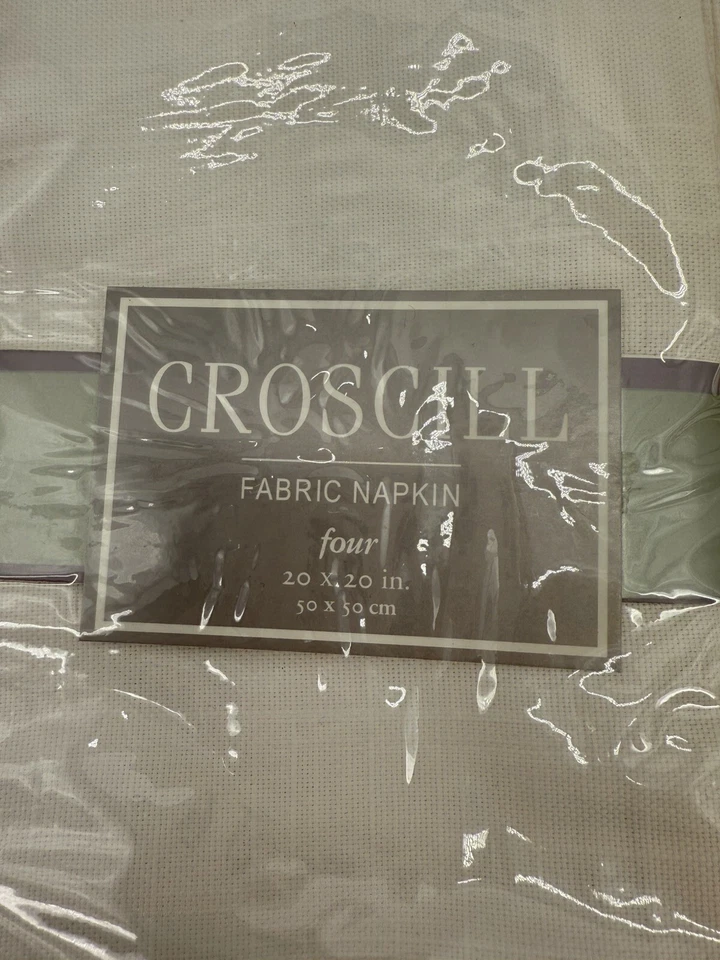 CROSCILL
FABRIC NAPKIN
four
20 x 20 in.
50 x 50 cm